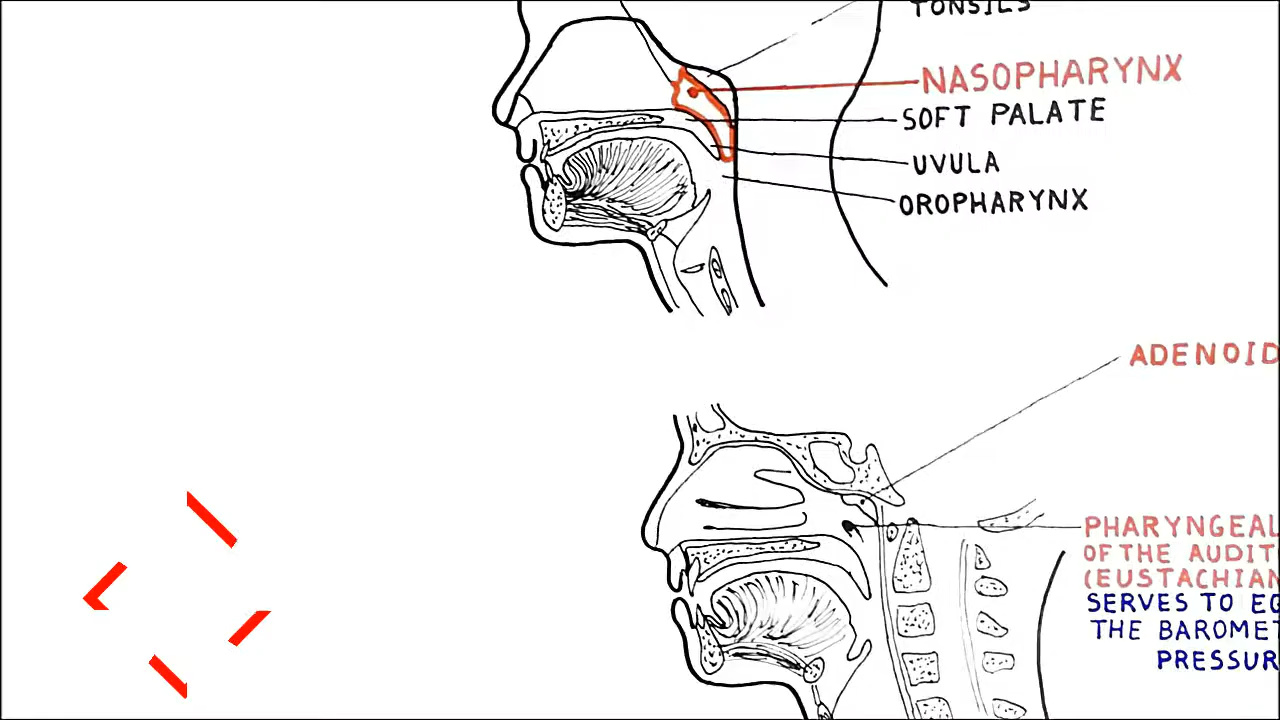 TONSILS
NASOPHARYNX
SOFT PALATE
UVULA
OROPHARYNX
ADENOID
PHARYNGEAL
OF THE AUDIT
(EUSTACHIAN
SERVES TO EQ
THE BAROMET
PRESSUR